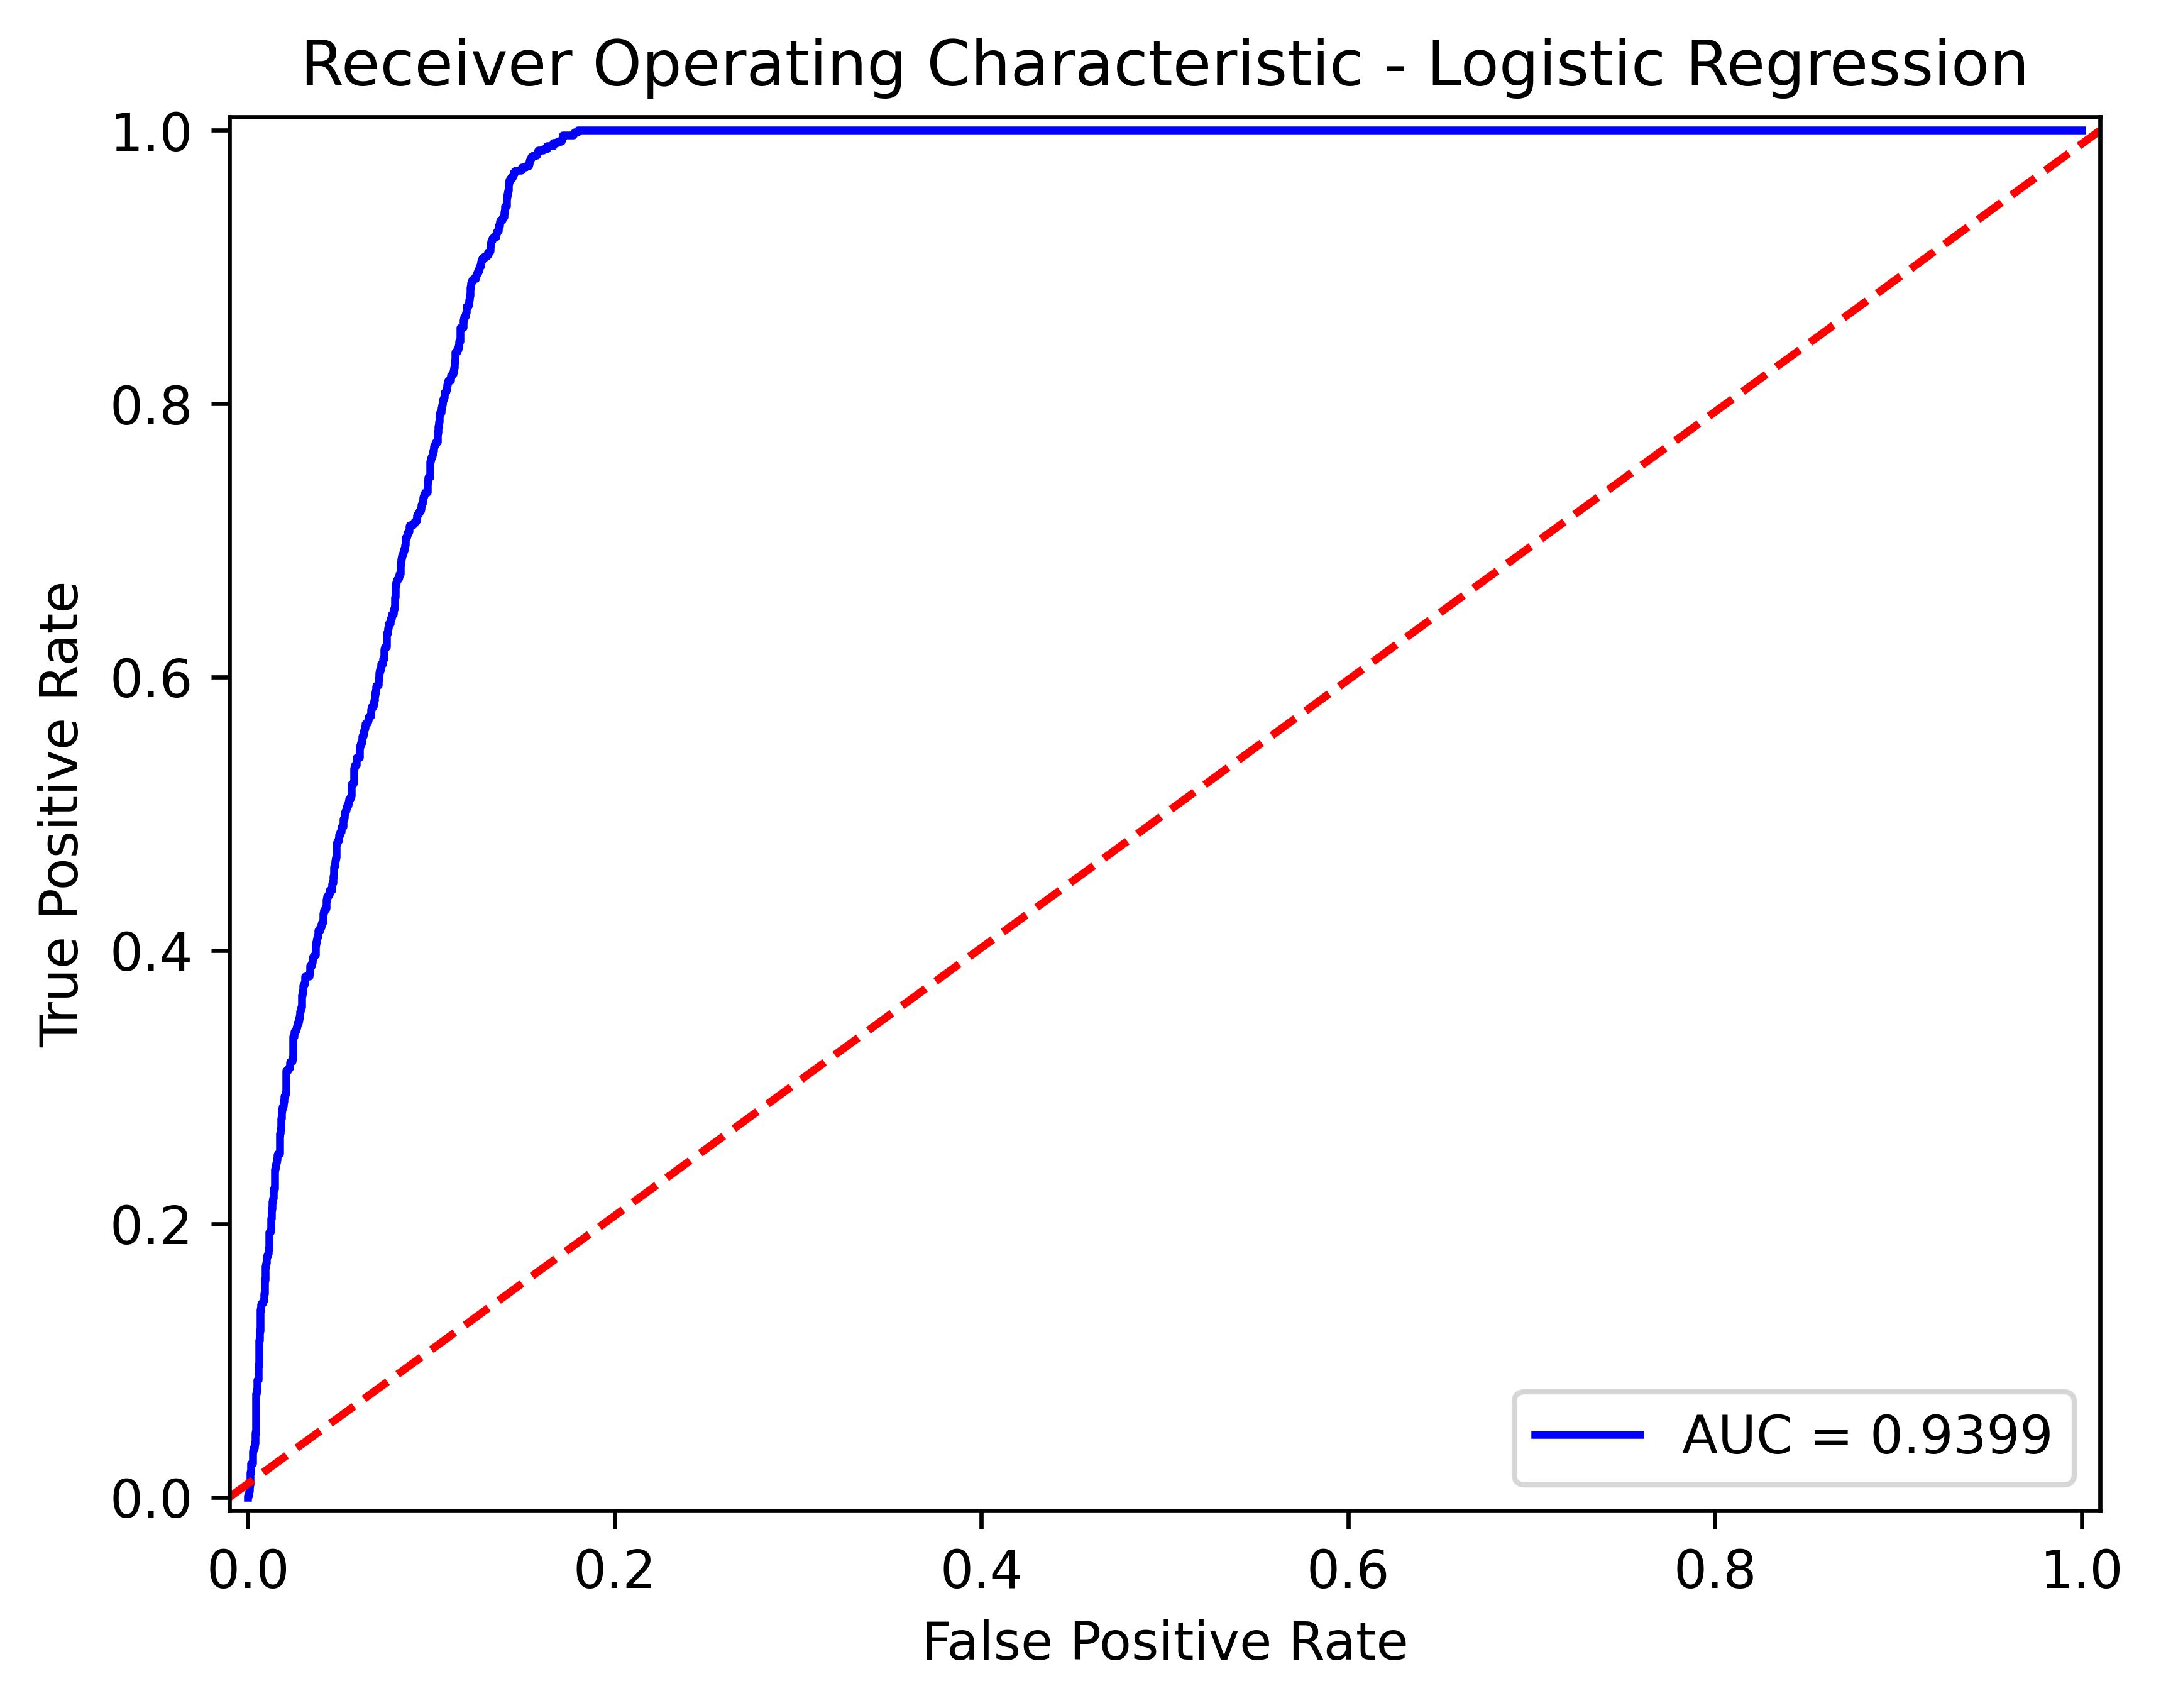 Receiver Operating Characteristic - Logistic Regression
1.0
0.8
0.6
0.4
0.2
0.0
True Positive Rate
AUC = 0.9399
0.0 0.2 0.4 0.6 0.8 1.0
False Positive Rate